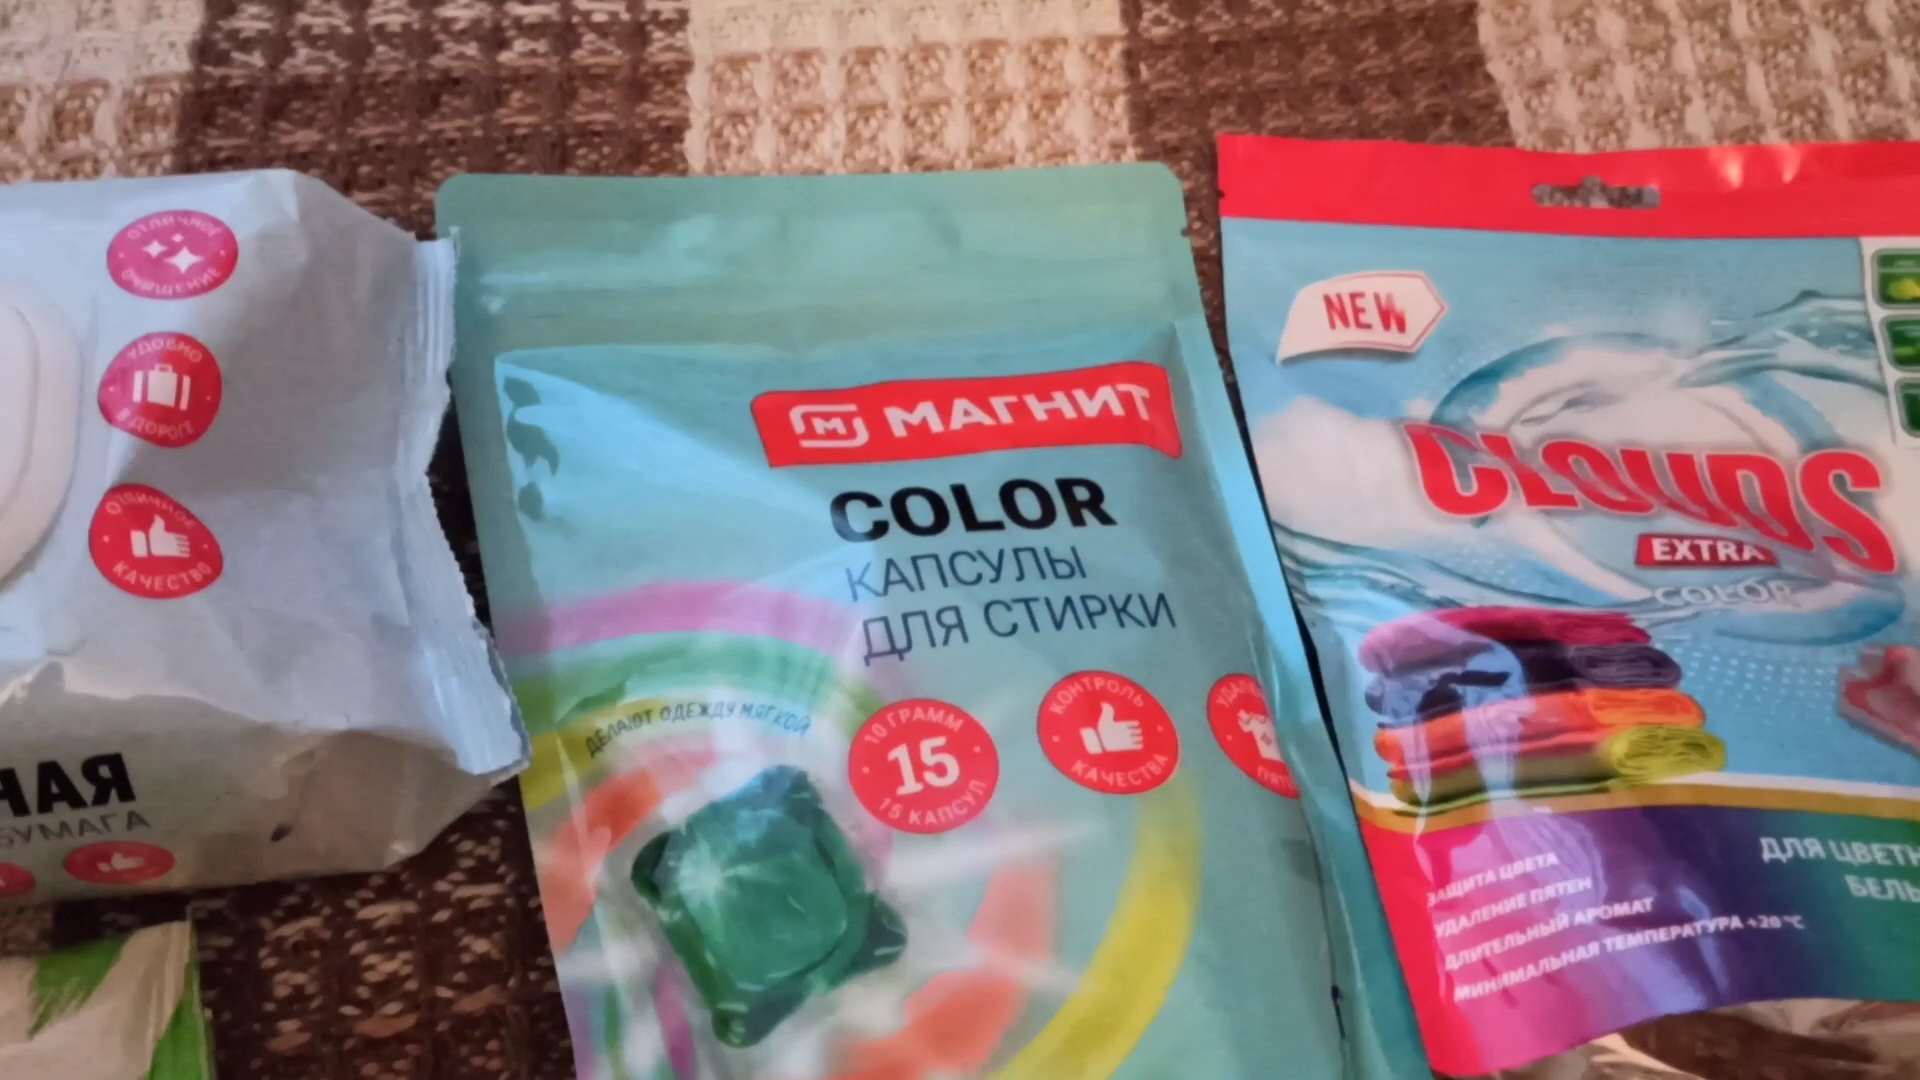 ОТЛИЧНОЕ
ОЧИЩЕНИЕ
УДОБНО
В ДОРОГЕ
ОТЛИЧНОЕ
КАЧЕСТВО
НАЯ
БУМАГА
М МАГНИТ
COLOR
КАПСУЛЫ
ДЛЯ СТИРКИ
ДЕЛАЮТ ОДЕЖДУ МЯГКОЙ
10 ГРАММ
15
15 КАПСУЛ
КОНТРОЛЬ
КАЧЕСТВА
NEW
CLOUDS
EXTRA
COLOR
ДЛЯ ЦВЕТН
БЕЛЬ
ЗАЩИТА ЦВЕТА
УДАЛЕНИЕ ПЯТЕН
ДЛИТЕЛЬНЫЙ АРОМАТ
МИНИМАЛЬНАЯ ТЕМПЕРАТУРА +20 °C